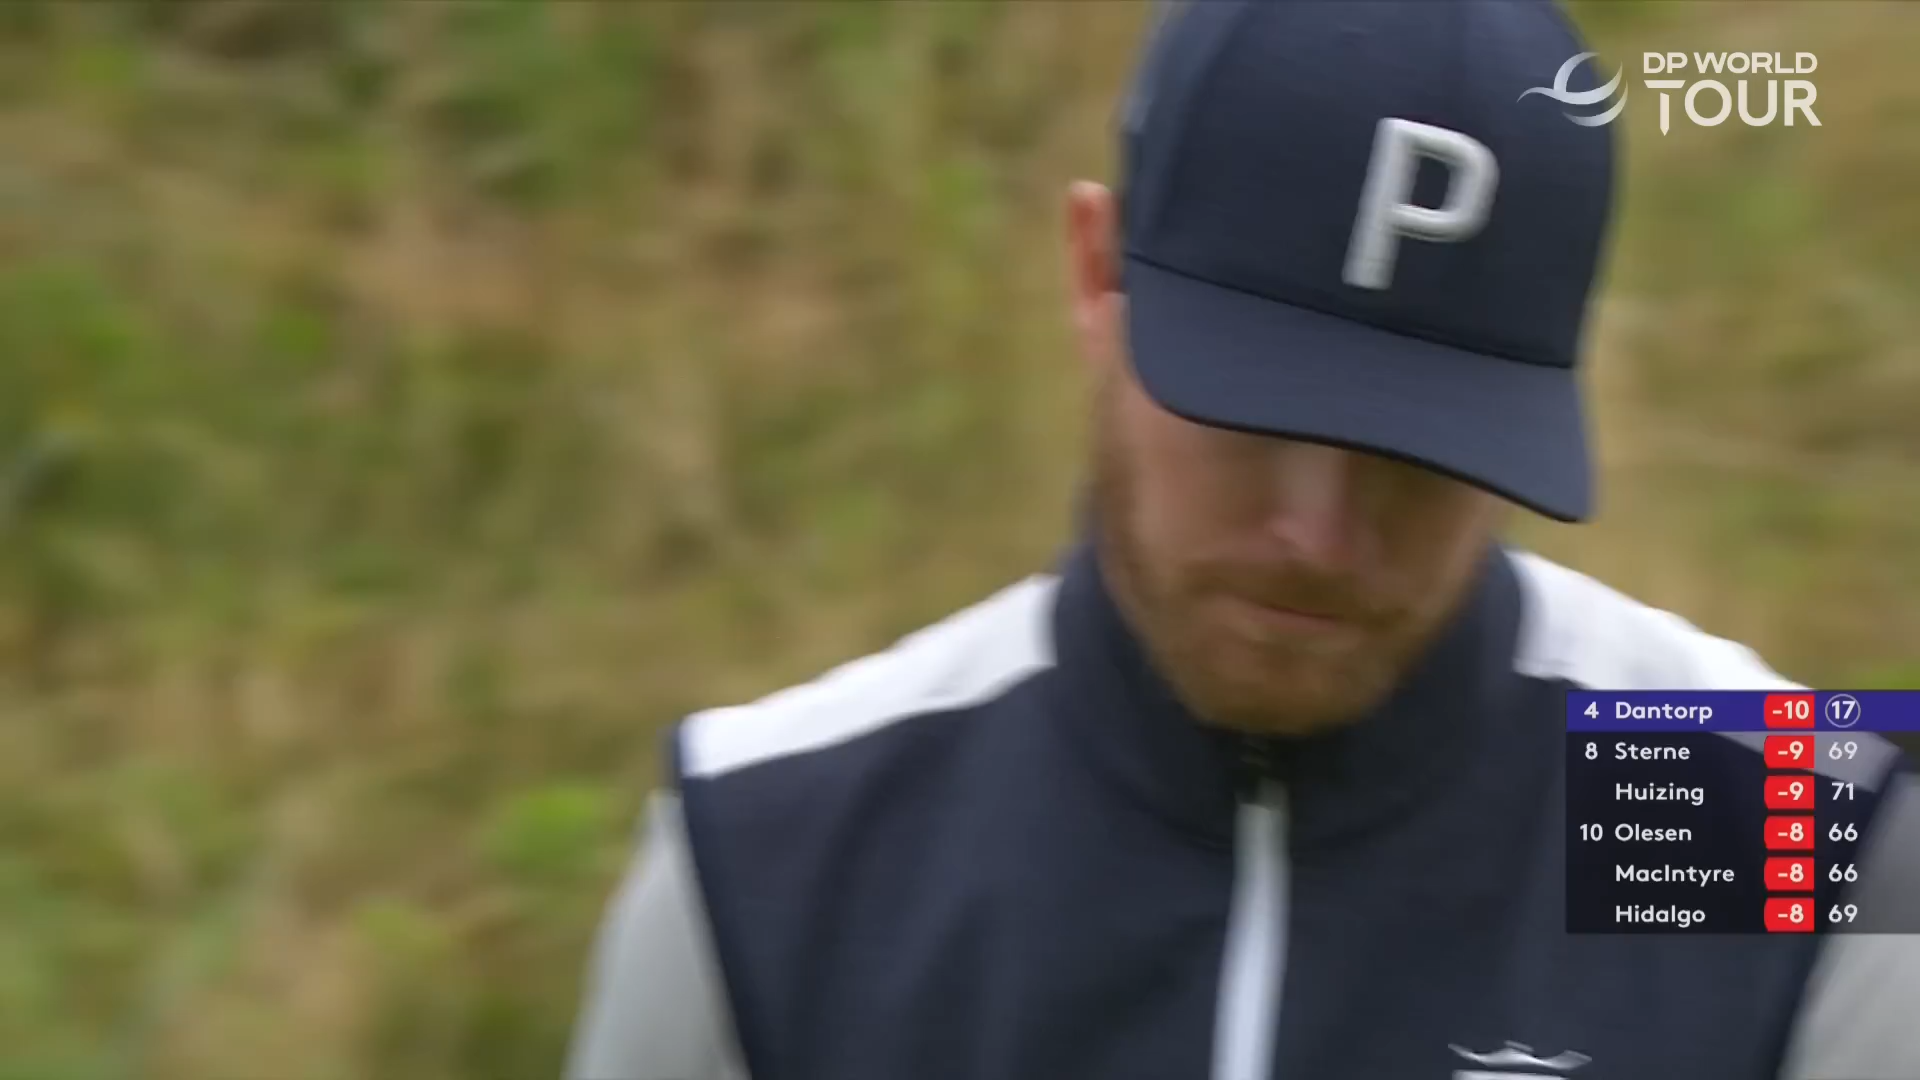 DP WORLD
TOUR
P
4 Dantorp -10 17
8 Sterne -9 69
Huizing -9 71
10 Olesen -8 66
MacIntyre -8 66
Hidalgo -8 69